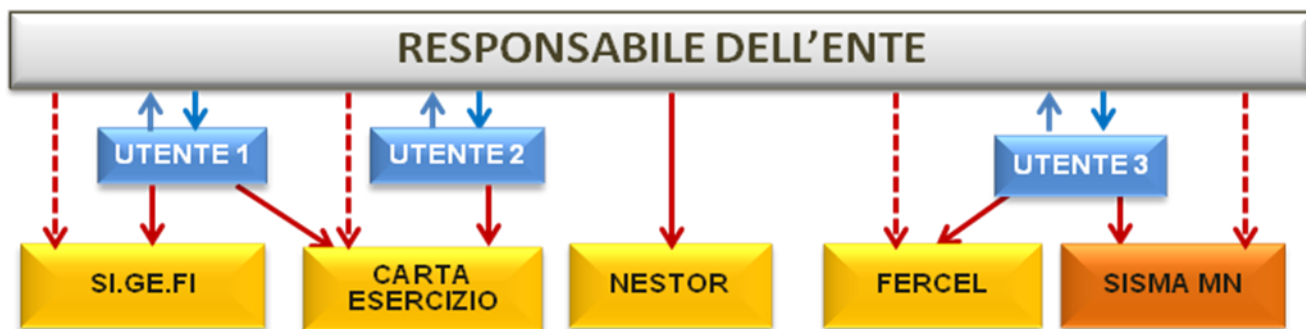 RESPONSABILE DELL’ENTE
UTENTE 1
UTENTE 2
UTENTE 3
SI.GE.FI
CARTA
ESERCIZIO
NESTOR
FERCEL
SISMA MN